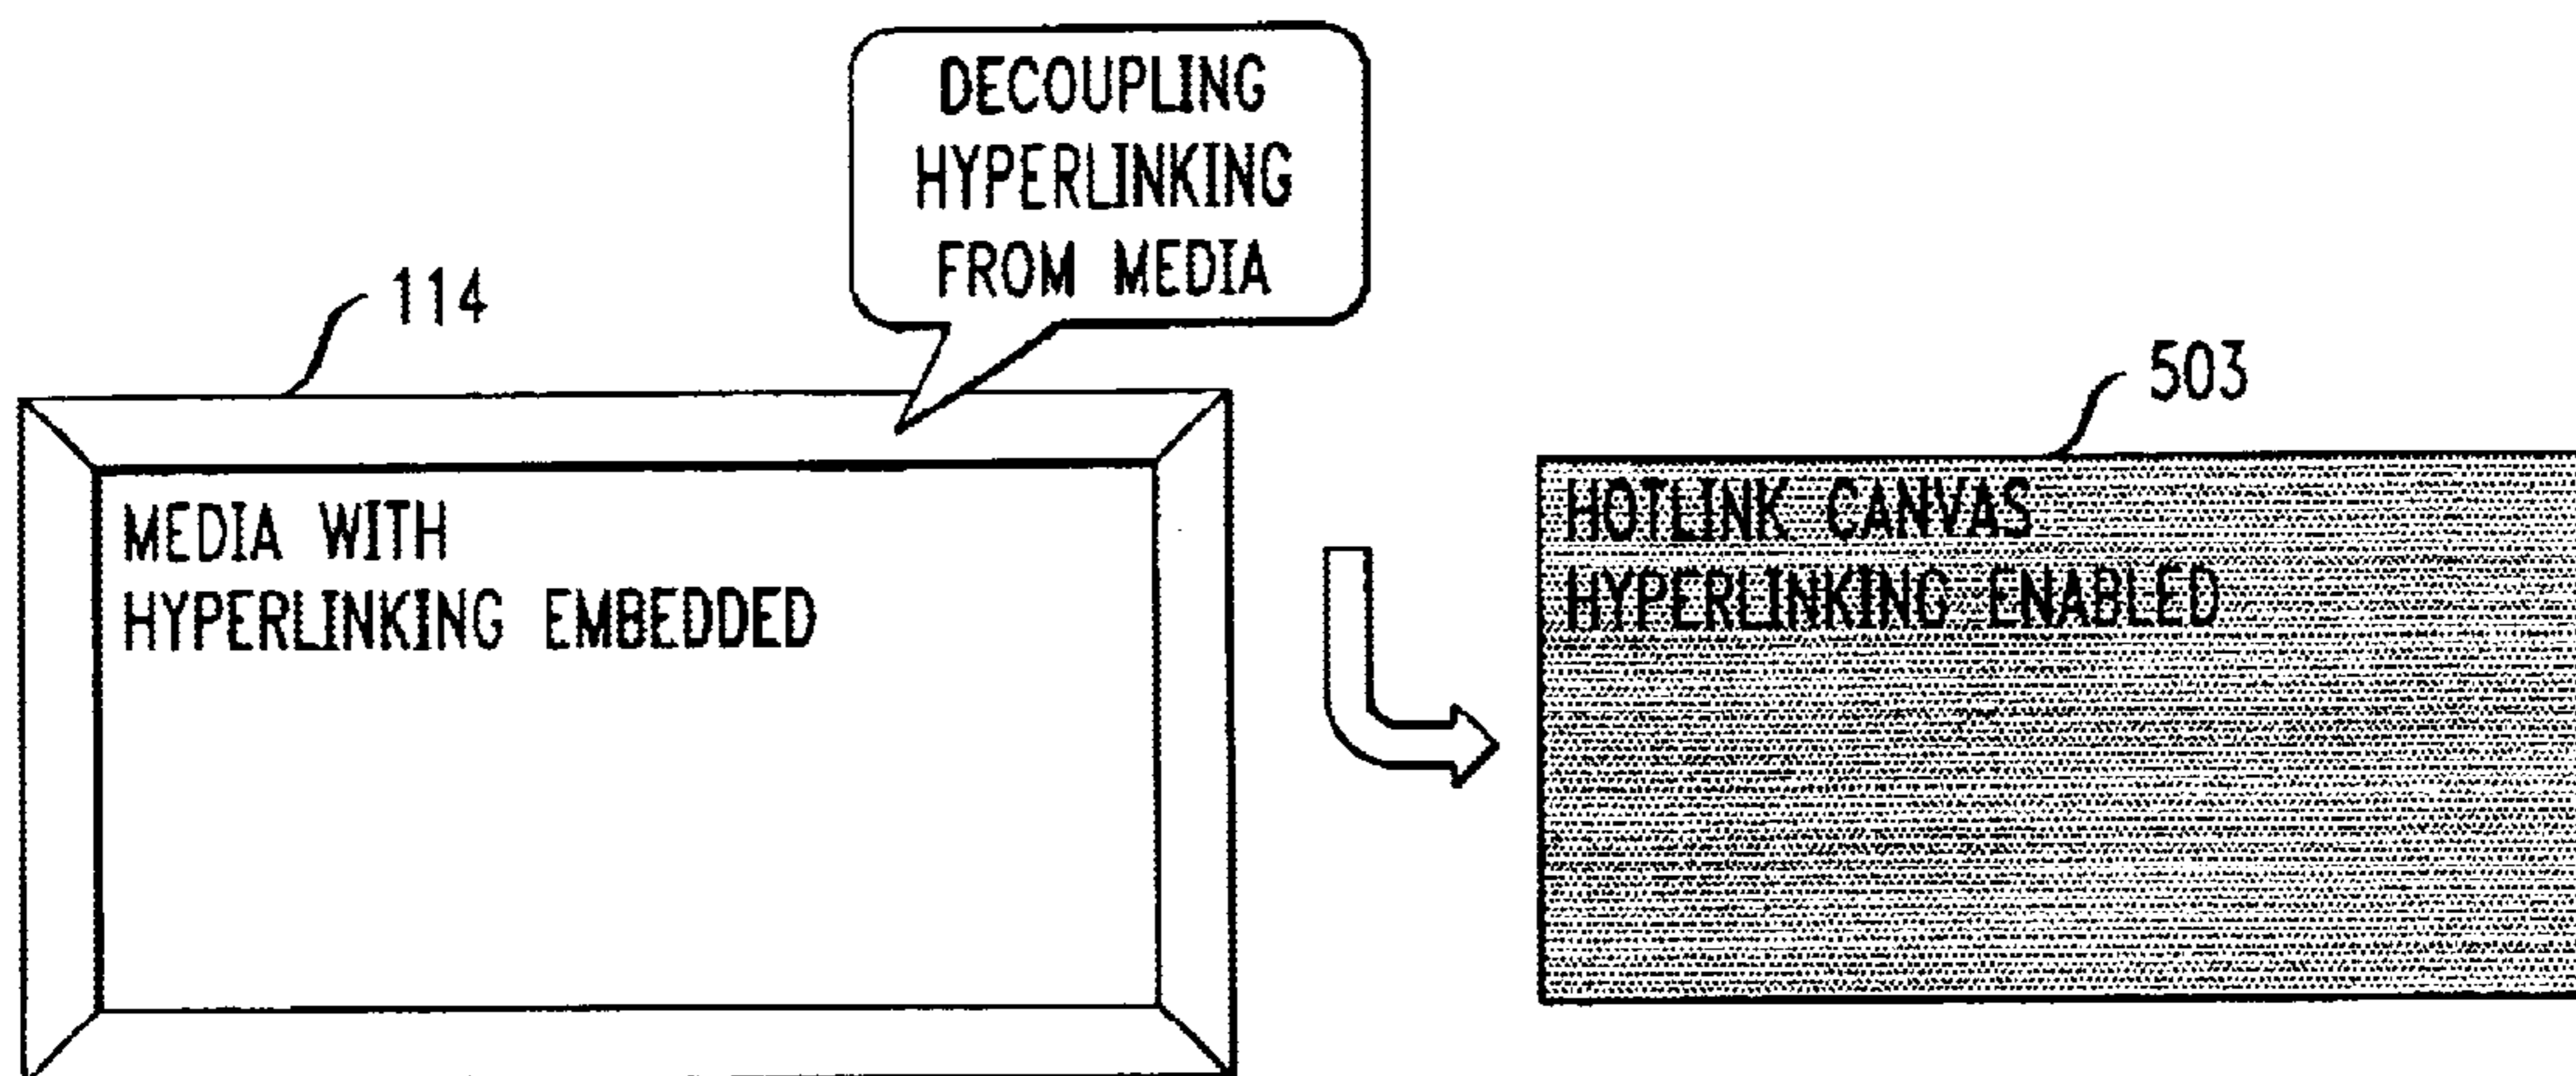 DECOUPLING
HYPERLINKING
FROM MEDIA
114
503
MEDIA WITH
HYPERLINKING EMBEDDED
HOTLINK CANVAS
HYPERLINKING ENABLED